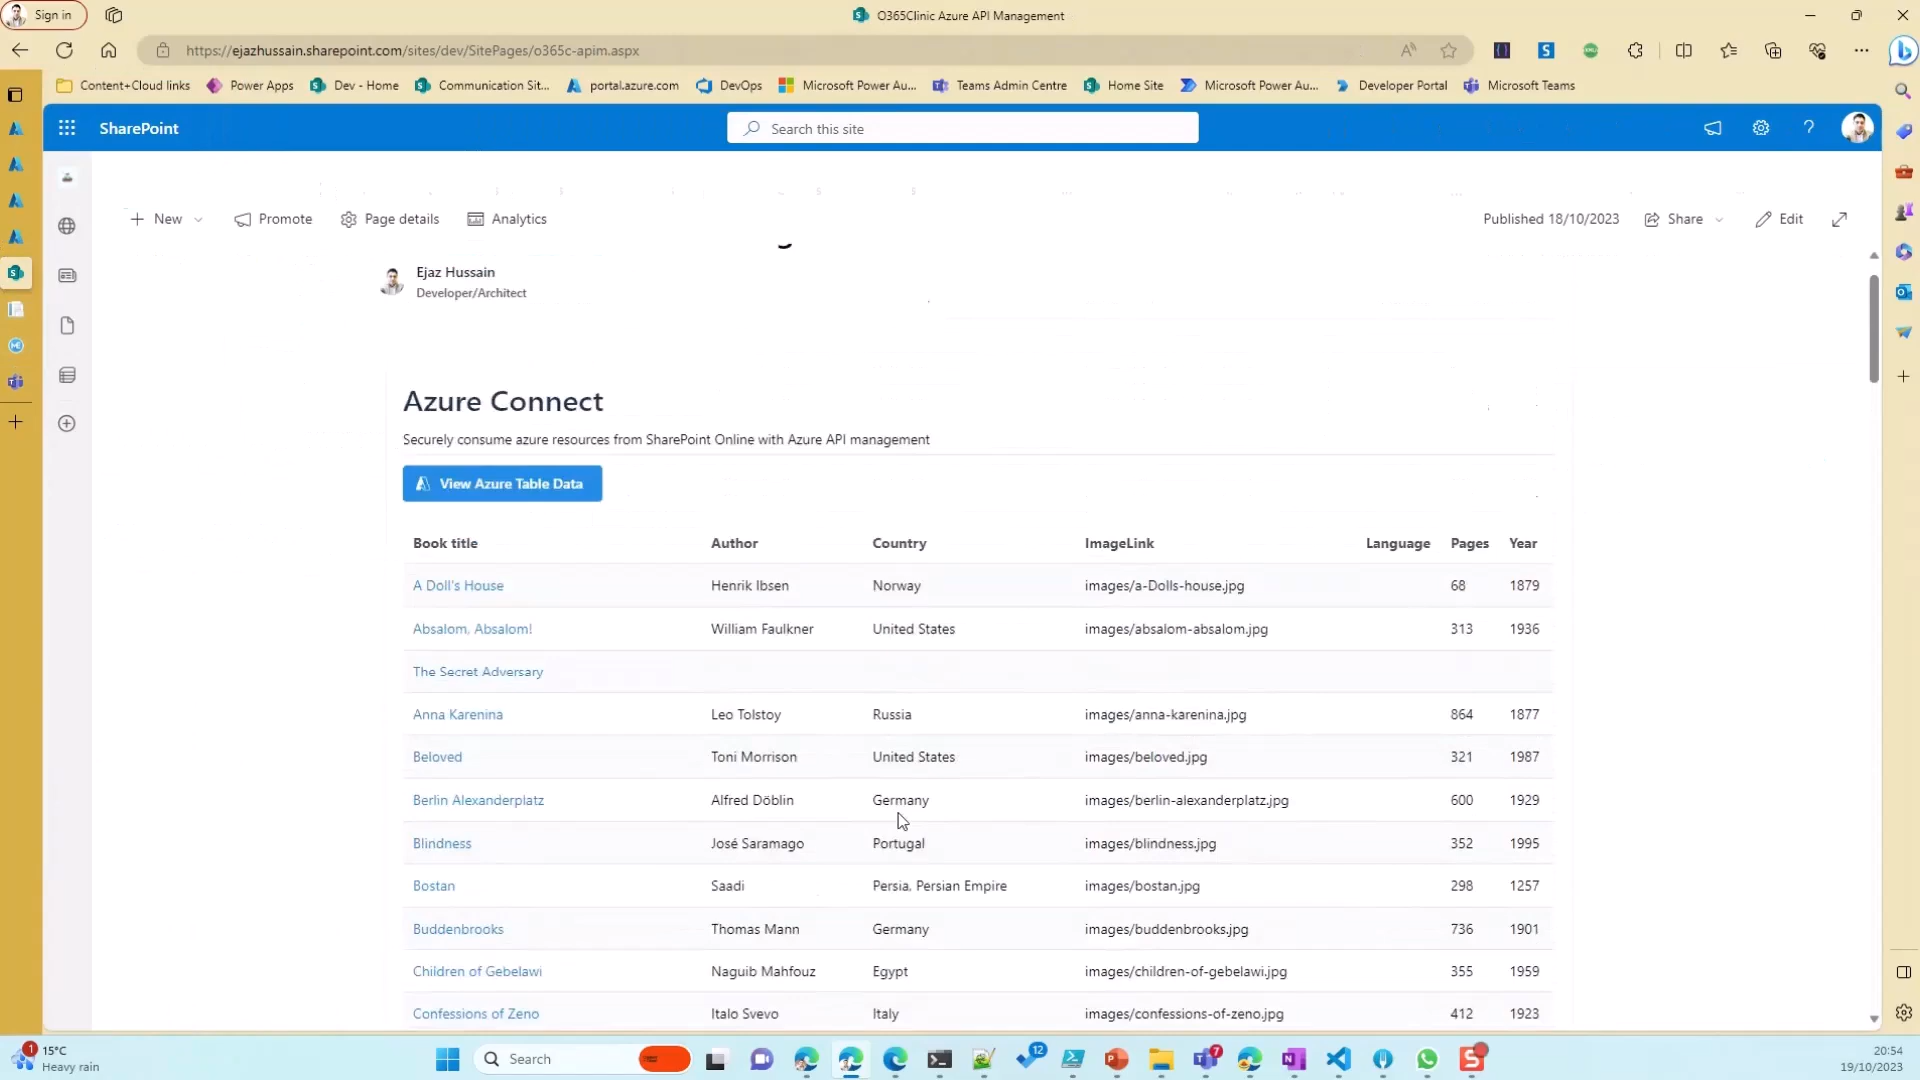 Sign in
O365Clinic Azure API Management
https://ejazhussain.sharepoint.com/sites/dev/SitePages/o365c-apim.aspx
Content+Cloud links Power Apps Dev - Home Communication Sit... portal.azure.com DevOps Microsoft Power Au... Teams Admin Centre Home Site Microsoft Power Au... Developer Portal Microsoft Teams
SharePoint Search this site
New Promote Page details Analytics Published 18/10/2023 Share Edit
Ejaz Hussain
Developer/Architect
Azure Connect
Securely consume azure resources from SharePoint Online with Azure API management
View Azure Table Data
Book title Author Country ImageLink Language Pages Year
A Doll's House Henrik Ibsen Norway images/a-Dolls-house.jpg 68 1879
Absalom, Absalom! William Faulkner United States images/absalom-absalom.jpg 313 1936
The Secret Adversary
Anna Karenina Leo Tolstoy Russia images/anna-karenina.jpg 864 1877
Beloved Toni Morrison United States images/beloved.jpg 321 1987
Berlin Alexanderplatz Alfred Döblin Germany images/berlin-alexanderplatz.jpg 600 1929
Blindness José Saramago Portugal images/blindness.jpg 352 1995
Bostan Saadi Persia, Persian Empire images/bostan.jpg 298 1257
Buddenbrooks Thomas Mann Germany images/buddenbrooks.jpg 736 1901
Children of Gebelawi Naguib Mahfouz Egypt images/children-of-gebelawi.jpg 355 1959
Confessions of Zeno Italo Svevo Italy images/confessions-of-zeno.jpg 412 1923
1 15°C
Heavy rain
Search
12
7
20:54
19/10/2023